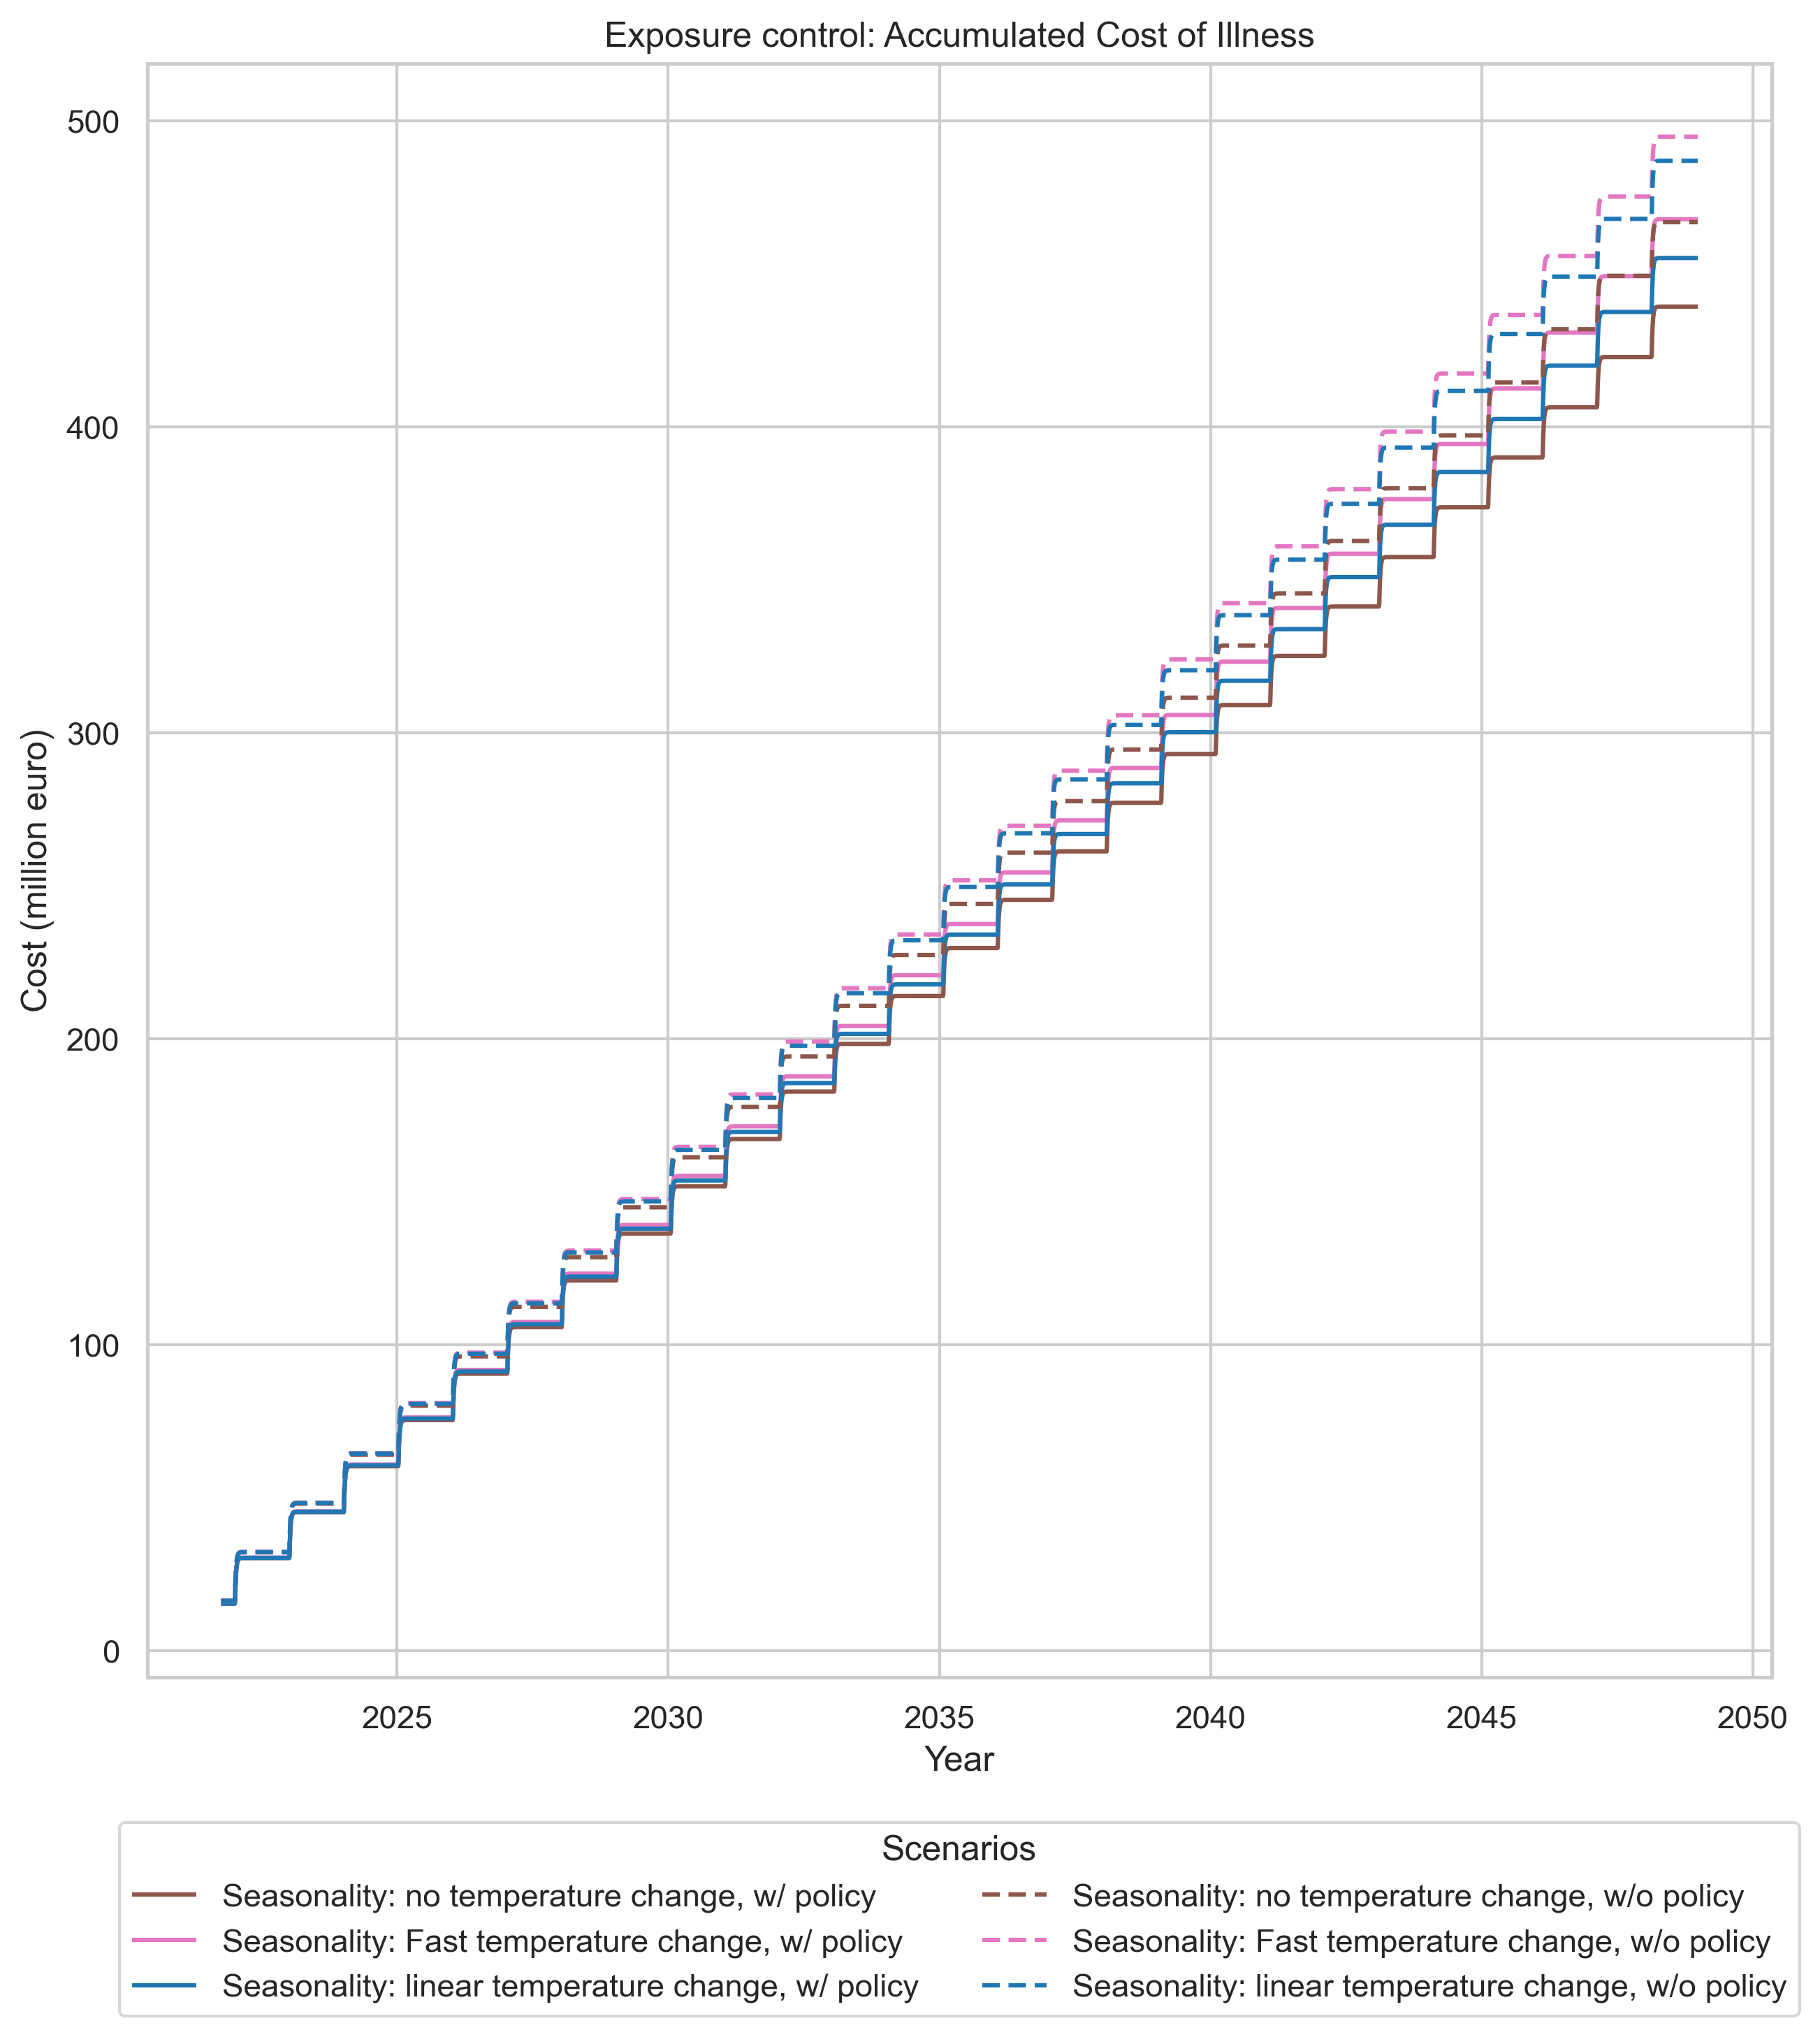 Exposure control: Accumulated Cost of Illness
Cost (million euro)
500
400
300
200
100
0
2025 2030 2035 2040 2045 2050
Year
Scenarios
Seasonality: no temperature change, w/ policy
Seasonality: Fast temperature change, w/ policy
Seasonality: linear temperature change, w/ policy
Seasonality: no temperature change, w/o policy
Seasonality: Fast temperature change, w/o policy
Seasonality: linear temperature change, w/o policy